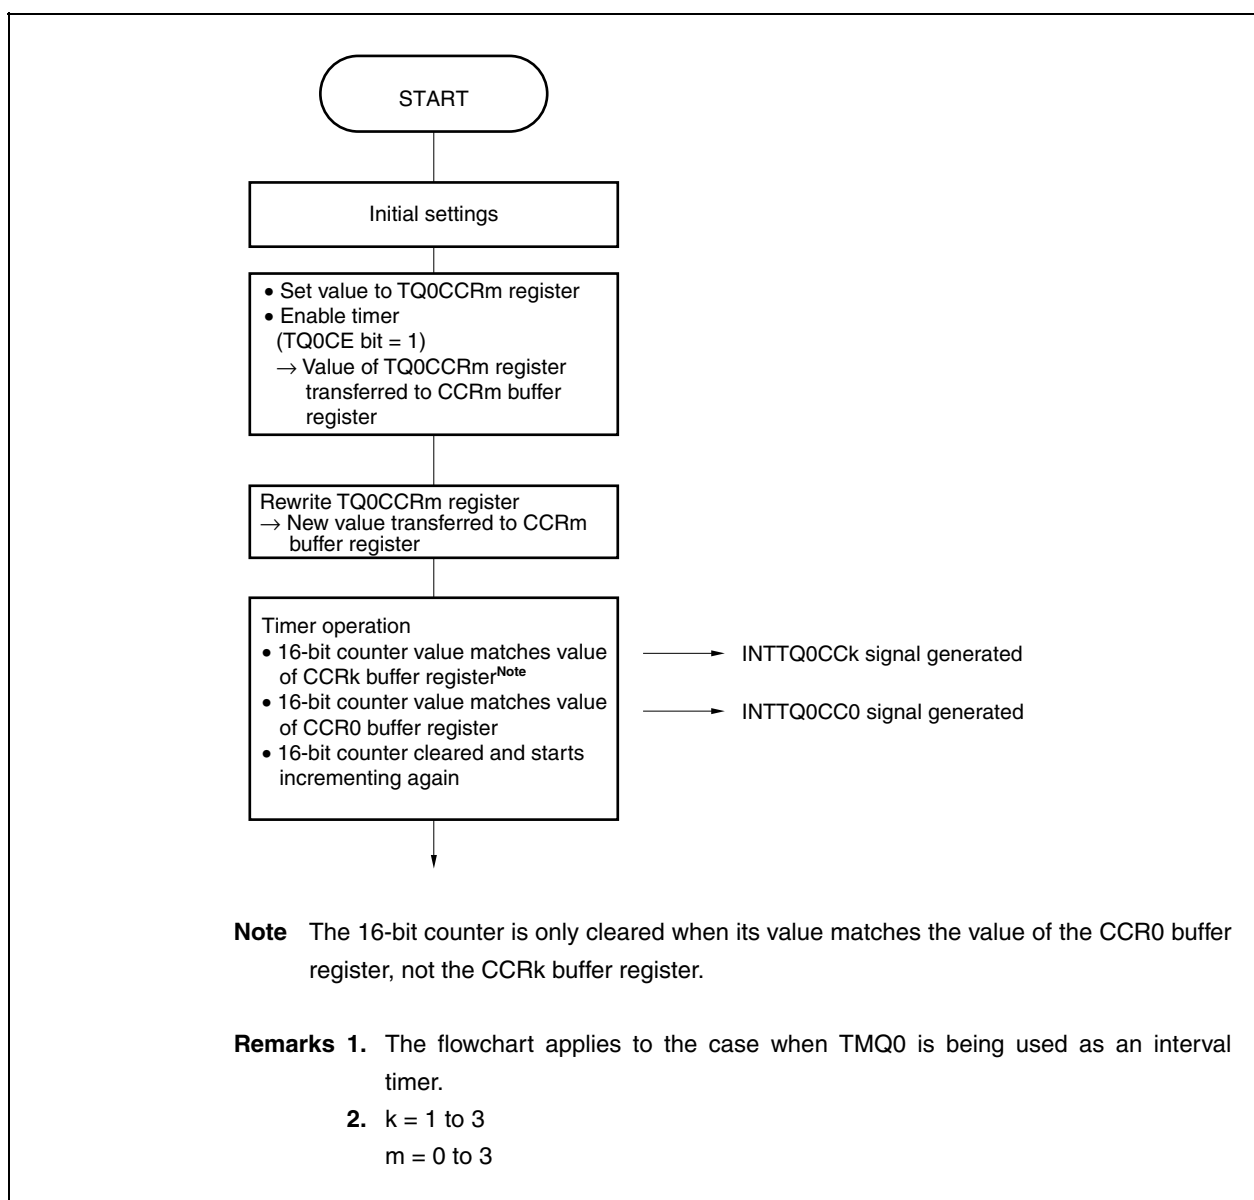 START
Initial settings
• Set value to TQ0CCRm register
• Enable timer
(TQ0CE bit = 1)
→ Value of TQ0CCRm register
transferred to CCRm buffer
register
Rewrite TQ0CCRm register
→ New value transferred to CCRm
buffer register
Timer operation
• 16-bit counter value matches value
of CCRk buffer registerNote
• 16-bit counter value matches value
of CCR0 buffer register
• 16-bit counter cleared and starts
incrementing again
INTTQ0CCk signal generated
INTTQ0CC0 signal generated
Note The 16-bit counter is only cleared when its value matches the value of the CCR0 buffer
register, not the CCRk buffer register.
Remarks 1. The flowchart applies to the case when TMQ0 is being used as an interval
timer.
2. k = 1 to 3
m = 0 to 3